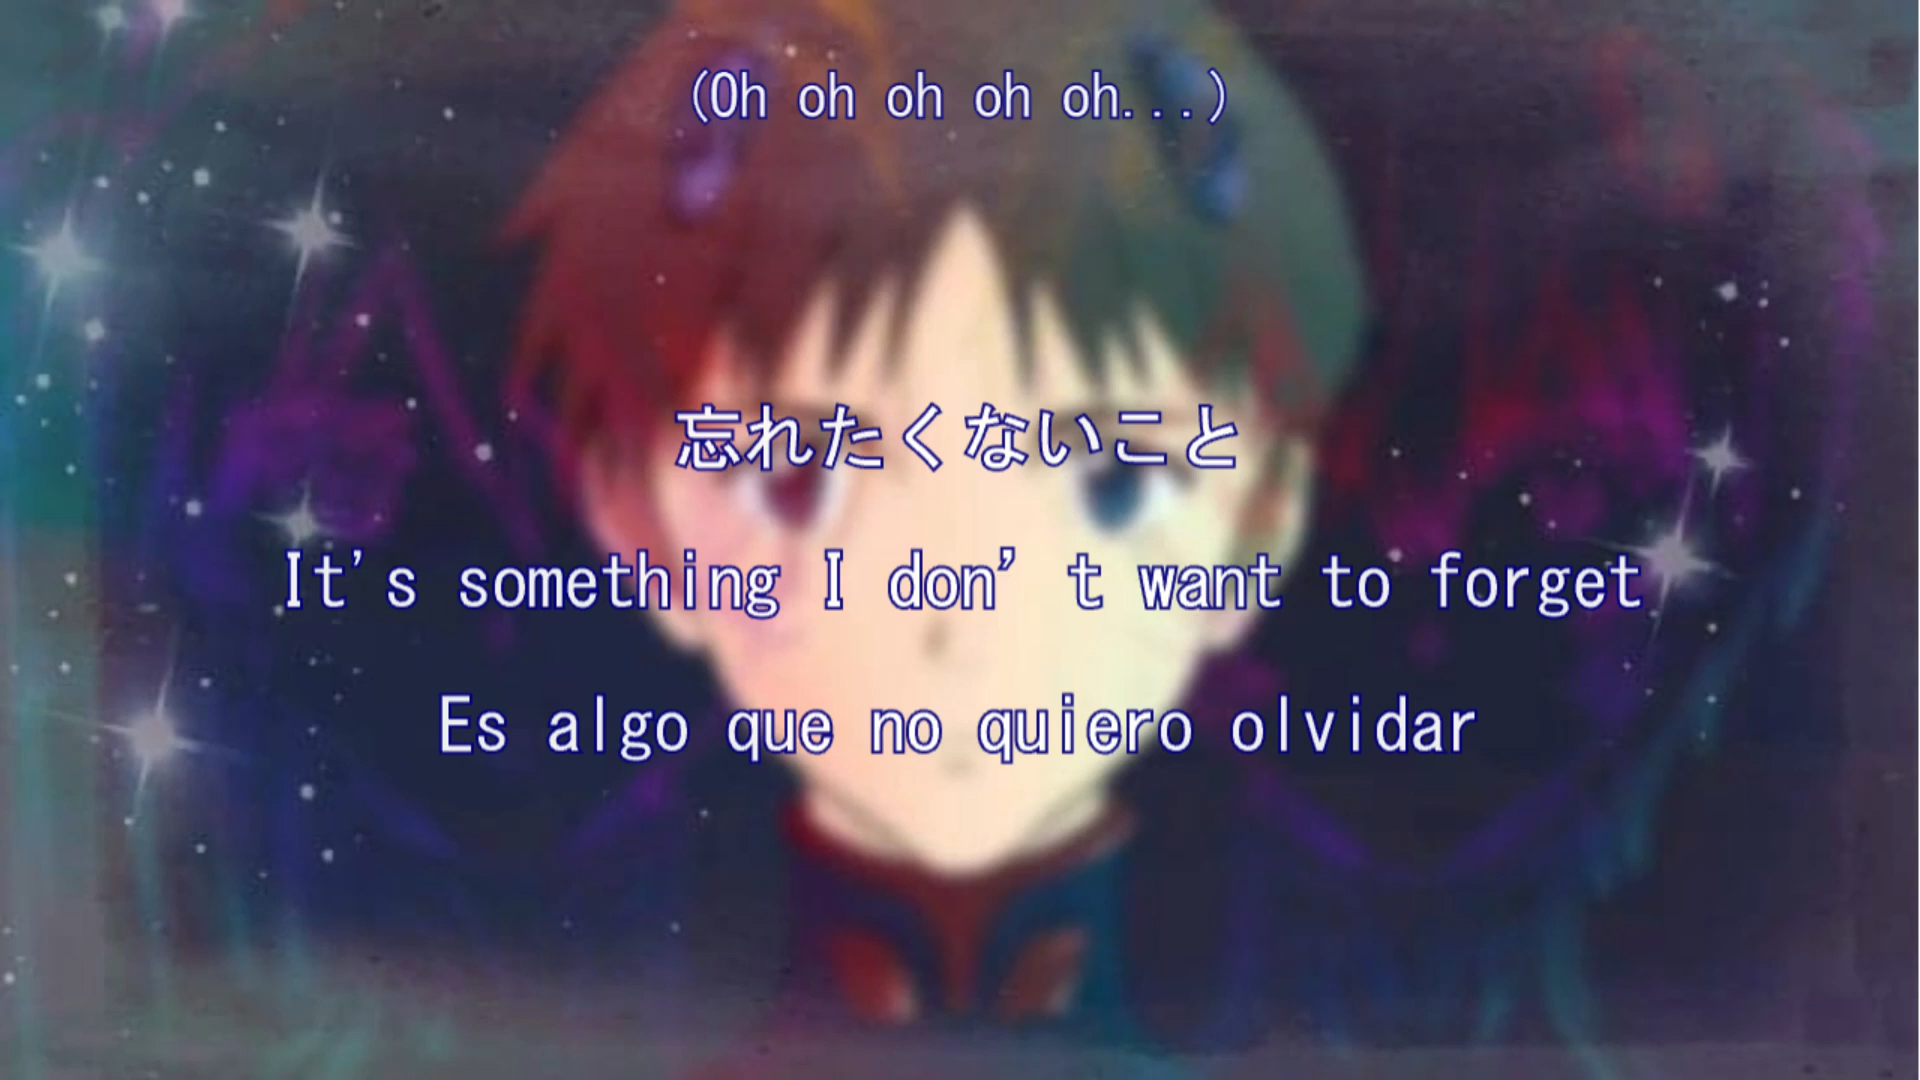 (Oh oh oh oh oh...)
忘れたくないこと
It's something I don’t want to forget
Es algo que no quiero olvidar